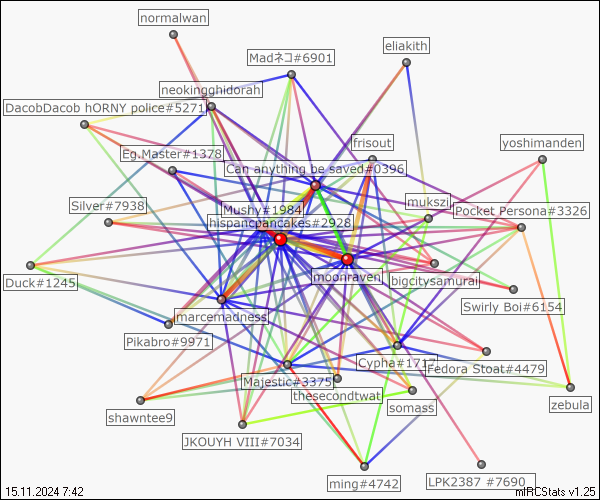 normalwan
Madネコ#6901
eliakith
neokingghidorah
DacobDacob hORNY police#5271
frisout
yoshimanden
Eg.Master#1378
Can anything be saved#0396
Silver#7938
Mushy#1984
mukszi
Pocket Persona#3326
hispanicpancakes#2928
Duck#1245
moonraven
bigcitysamurai
Swirly Boi#6154
marcemadness
Pikabro#9971
Fedora Stoat#4479
Majestic#3375
thesecondtwat
somass
zebula
shawntee9
JKOUYH VIII#7034
ming#4742
LPK2387 #7690
15.11.2024 7:42
mIRCStats v1.25